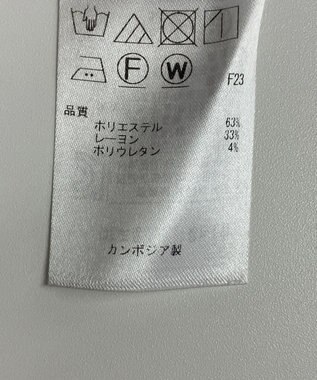 F W
F23
品質
ポリエステル 63%
レーヨン 33%
ポリウレタン 4%
カンボジア製